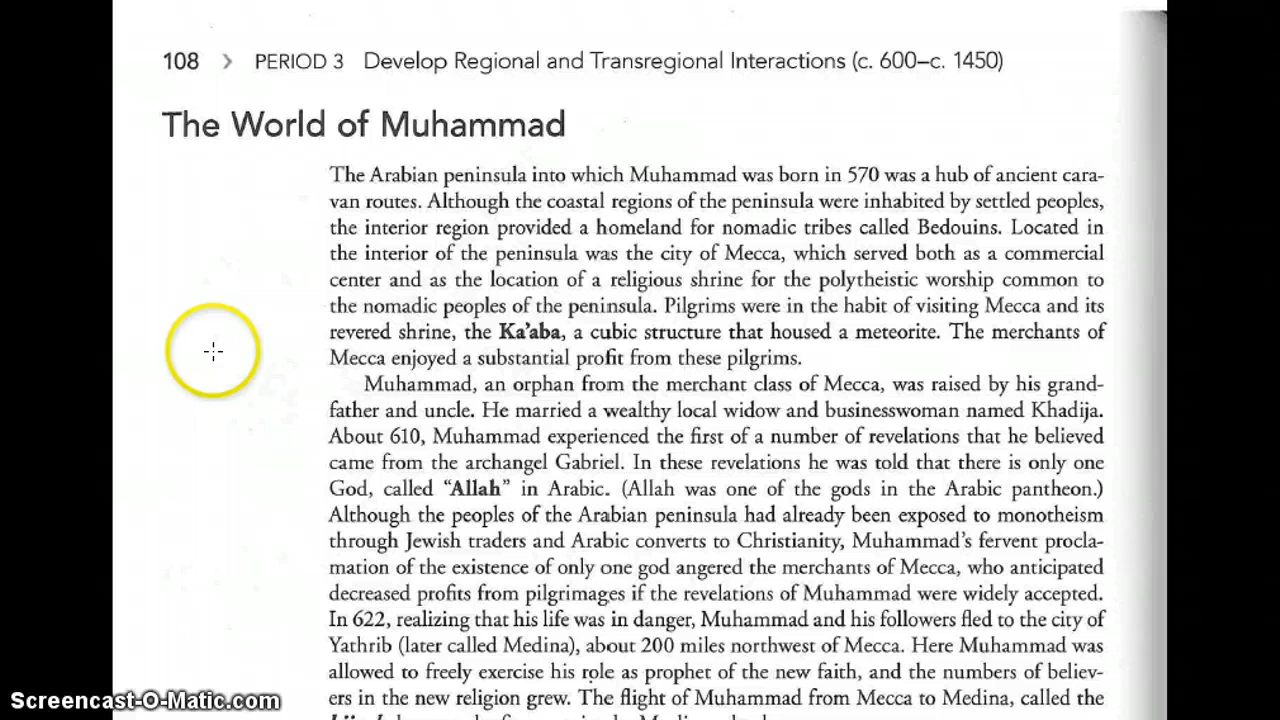 108 > PERIOD 3 Develop Regional and Transregional Interactions (c. 600–c. 1450)
The World of Muhammad
The Arabian peninsula into which Muhammad was born in 570 was a hub of ancient cara-
van routes. Although the coastal regions of the peninsula were inhabited by settled peoples,
the interior region provided a homeland for nomadic tribes called Bedouins. Located in
the interior of the peninsula was the city of Mecca, which served both as a commercial
center and as the location of a religious shrine for the polytheistic worship common to
the nomadic peoples of the peninsula. Pilgrims were in the habit of visiting Mecca and its
revered shrine, the Ka'aba, a cubic structure that housed a meteorite. The merchants of
Mecca enjoyed a substantial profit from these pilgrims.
Muhammad, an orphan from the merchant class of Mecca, was raised by his grand-
father and uncle. He married a wealthy local widow and businesswoman named Khadija.
About 610, Muhammad experienced the first of a number of revelations that he believed
came from the archangel Gabriel. In these revelations he was told that there is only one
God, called "Allah" in Arabic. (Allah was one of the gods in the Arabic pantheon.)
Although the peoples of the Arabian peninsula had already been exposed to monotheism
through Jewish traders and Arabic converts to Christianity, Muhammad's fervent procla-
mation of the existence of only one god angered the merchants of Mecca, who anticipated
decreased profits from pilgrimages if the revelations of Muhammad were widely accepted.
In 622, realizing that his life was in danger, Muhammad and his followers fled to the city of
Yathrib (later called Medina), about 200 miles northwest of Mecca. Here Muhammad was
allowed to freely exercise his role as prophet of the new faith, and the numbers of believ-
ers in the new religion grew. The flight of Muhammad from Mecca to Medina, called the
Screencast-O-Matic.com